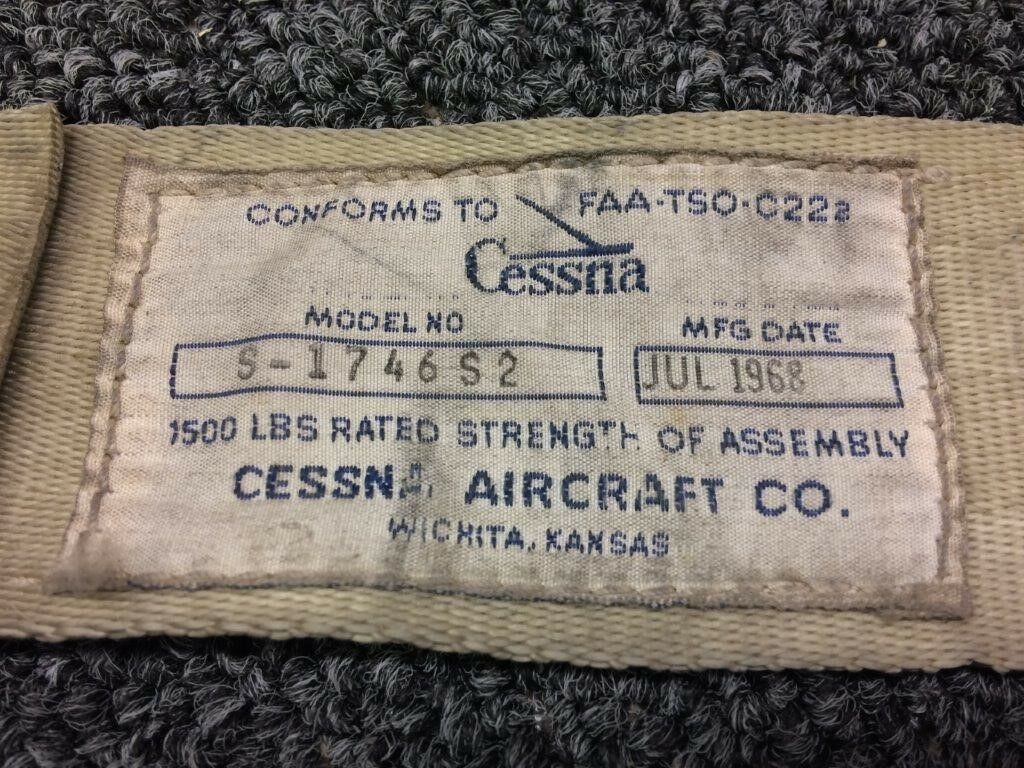 CONFORMS TO FAA-TSO-C22
Cessna
MODEL NO MFG DATE
S-1746S2 JUL 1968
1500 LBS RATED STRENGTH OF ASSEMBLY
CESSNA AIRCRAFT CO.
WICHITA, KANSAS